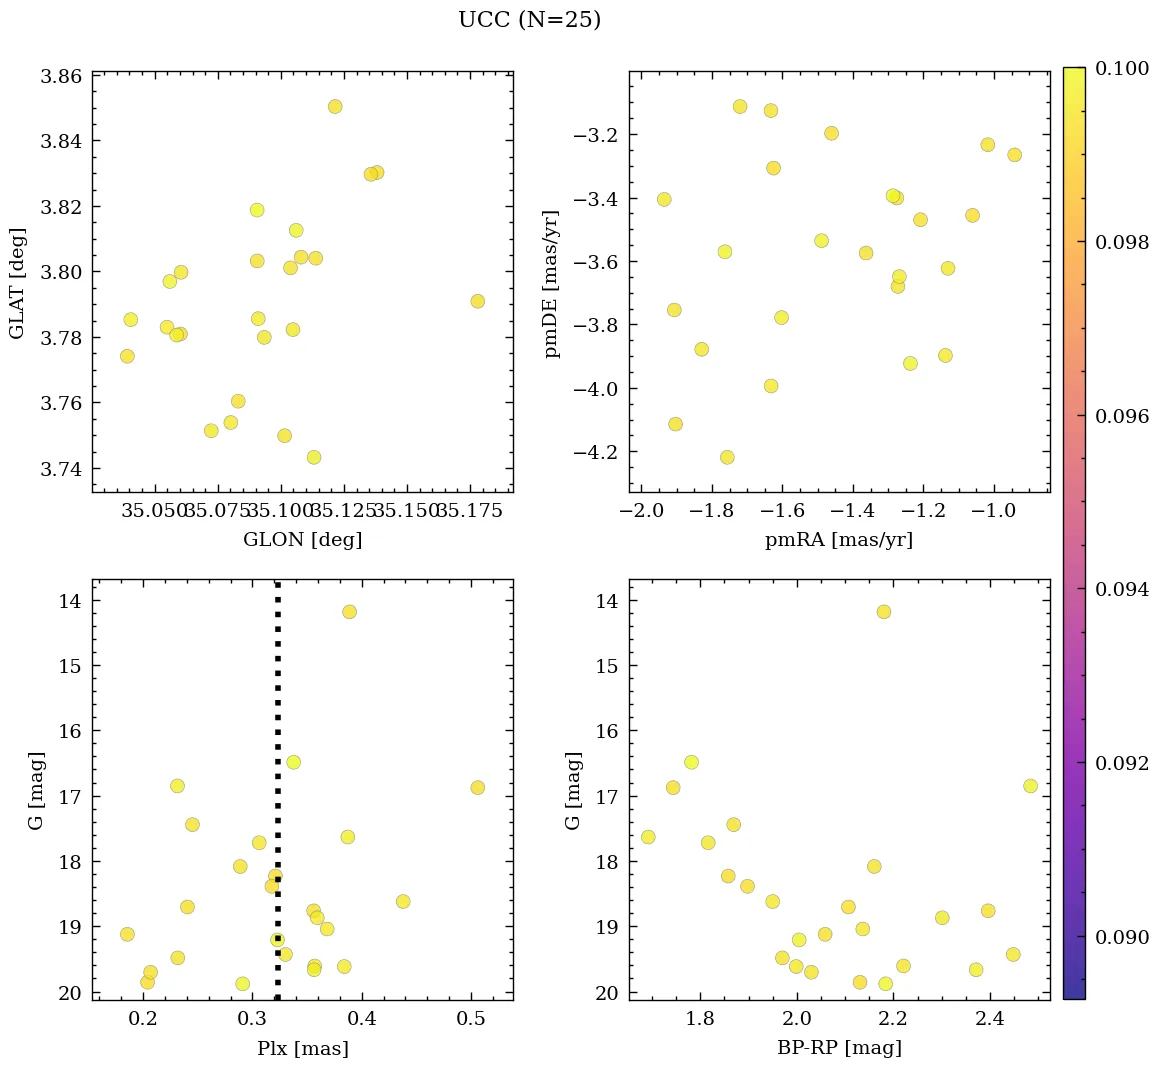 UCC (N=25)
3.86
3.84
3.82
3.80
3.78
3.76
3.74
GLAT [deg]
35.050 35.075 35.100 35.125 35.150 35.175
GLON [deg]
−3.2
−3.4
−3.6
−3.8
−4.0
−4.2
pmDE [mas/yr]
−2.0 −1.8 −1.6 −1.4 −1.2 −1.0
pmRA [mas/yr]
14
15
16
17
18
19
20
G [mag]
0.2 0.3 0.4 0.5
Plx [mas]
14
15
16
17
18
19
20
G [mag]
1.8 2.0 2.2 2.4
BP-RP [mag]
0.100
0.098
0.096
0.094
0.092
0.090